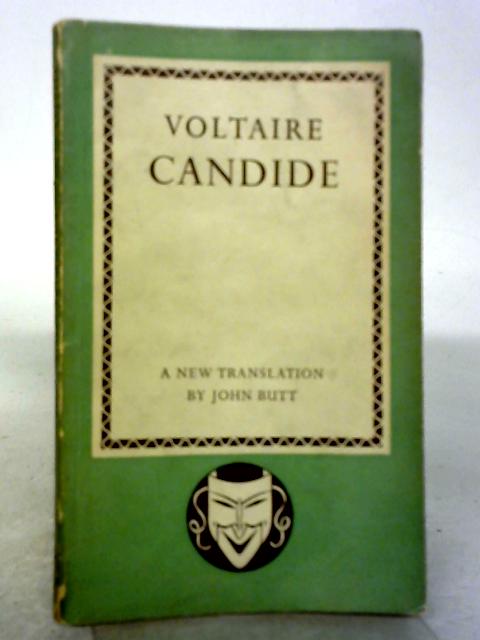 VOLTAIRE
CANDIDE
A NEW TRANSLATION
BY JOHN BUTT